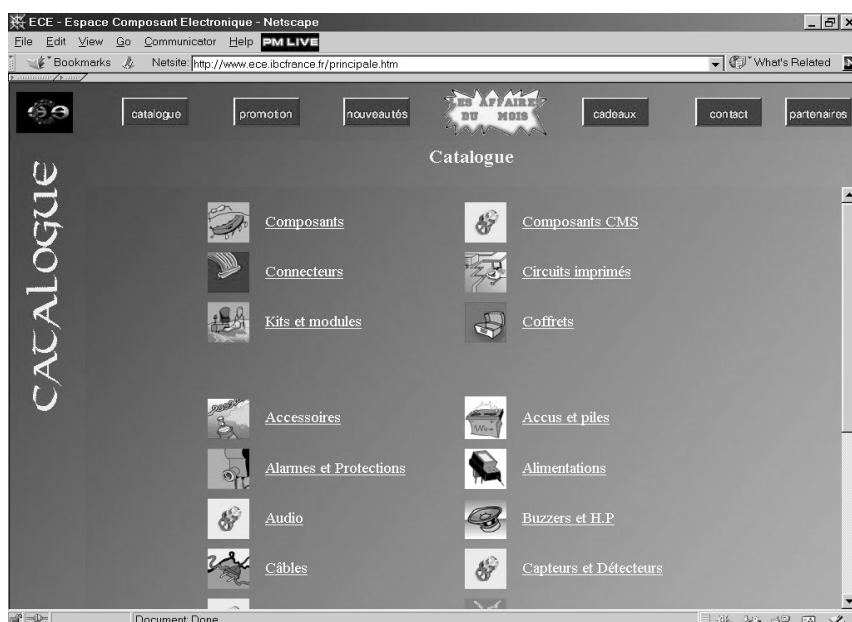 ECE - Espace Composant Electronique - Netscape
File Edit View Go Communicator Help PM LIVE
Bookmarks Netsite: http://www.ece.ibcfrance.fr/principale.htm What's Related
catalogue promotion nouveautés LES AFFAIRES DU MOIS cadeaux contact partenaires
Catalogue
CATALOGUE
Composants Composants CMS
Connecteurs Circuits imprimés
Kits et modules Coffrets
Accessoires Accus et piles
Alarmes et Protections Alimentations
Audio Buzzers et H.P
Câbles Capteurs et Détecteurs
Document: Done